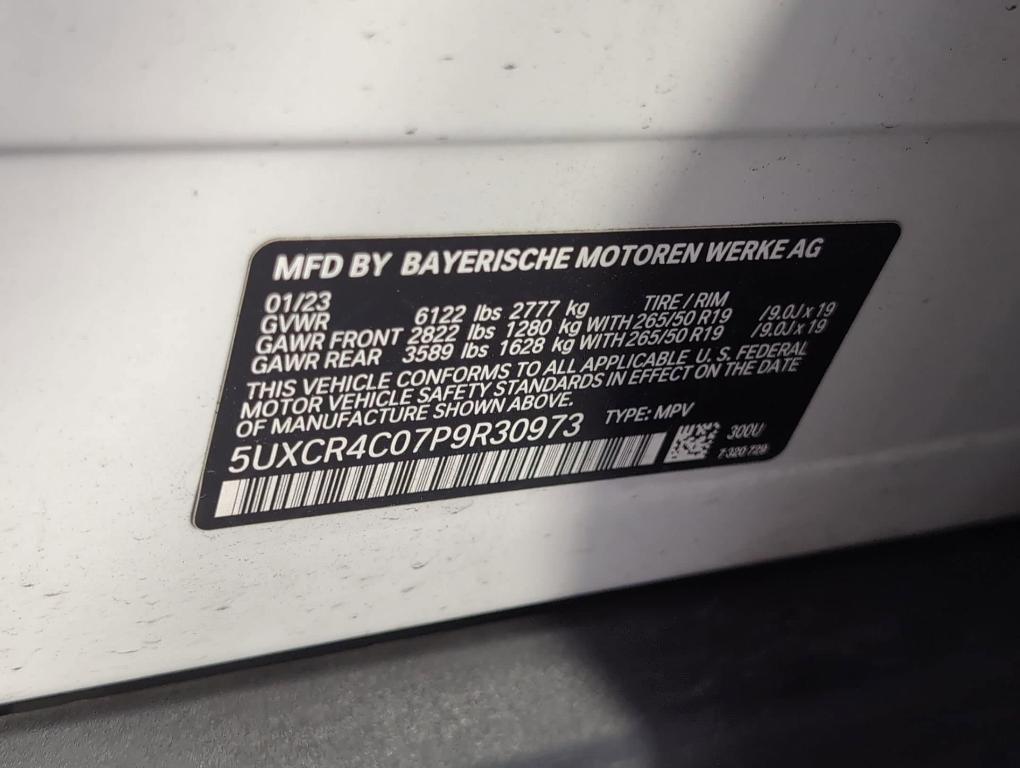 MFD BY BAYERISCHE MOTOREN WERKE AG
01/23 TIRE / RIM
GVWR 6122 lbs 2777 kg
GAWR FRONT 2822 lbs 1280 kg WITH 265/50 R19 /9.0J x 19
GAWR REAR 3589 lbs 1628 kg WITH 265/50 R19 /9.0J x 19
THIS VEHICLE CONFORMS TO ALL APPLICABLE U. S. FEDERAL
MOTOR VEHICLE SAFETY STANDARDS IN EFFECT ON THE DATE
OF MANUFACTURE SHOWN ABOVE.
5UXCR4C07P9R30973 TYPE: MPV
300U
7 320 729